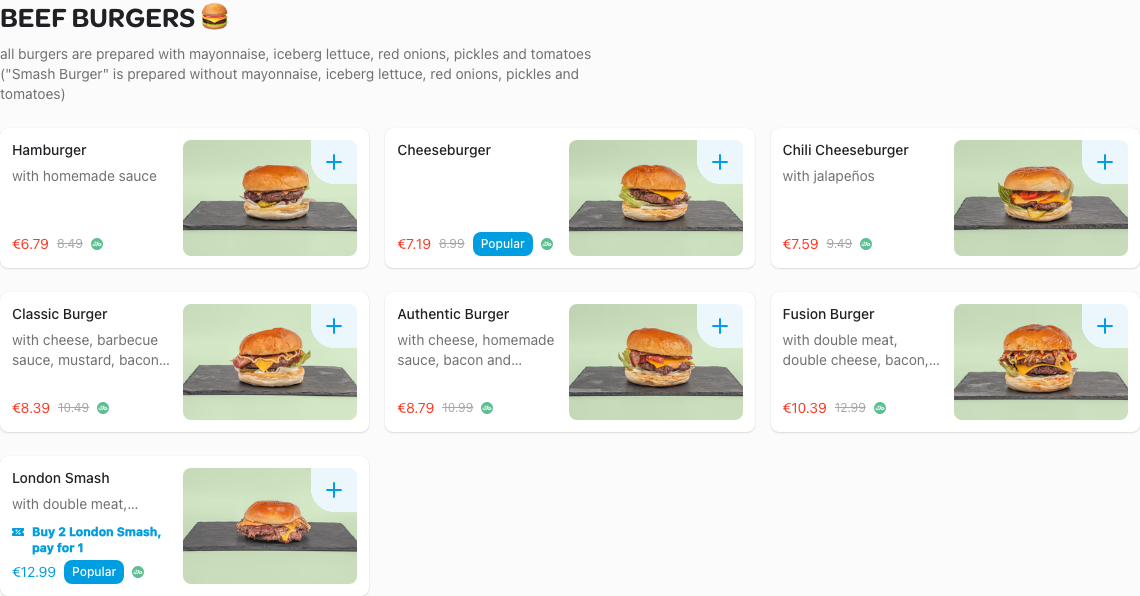 BEEF BURGERS 🍔
all burgers are prepared with mayonnaise, iceberg lettuce, red onions, pickles and tomatoes
("Smash Burger" is prepared without mayonnaise, iceberg lettuce, red onions, pickles and
tomatoes)
Hamburger
with homemade sauce
€6.79 8.49
Cheeseburger
€7.19 8.99 Popular
Chili Cheeseburger
with jalapeños
€7.59 9.49
Classic Burger
with cheese, barbecue
sauce, mustard, bacon...
€8.39 10.49
Authentic Burger
with cheese, homemade
sauce, bacon and...
€8.79 10.99
Fusion Burger
with double meat,
double cheese, bacon,...
€10.39 12.99
London Smash
with double meat,...
Buy 2 London Smash,
pay for 1
€12.99 Popular